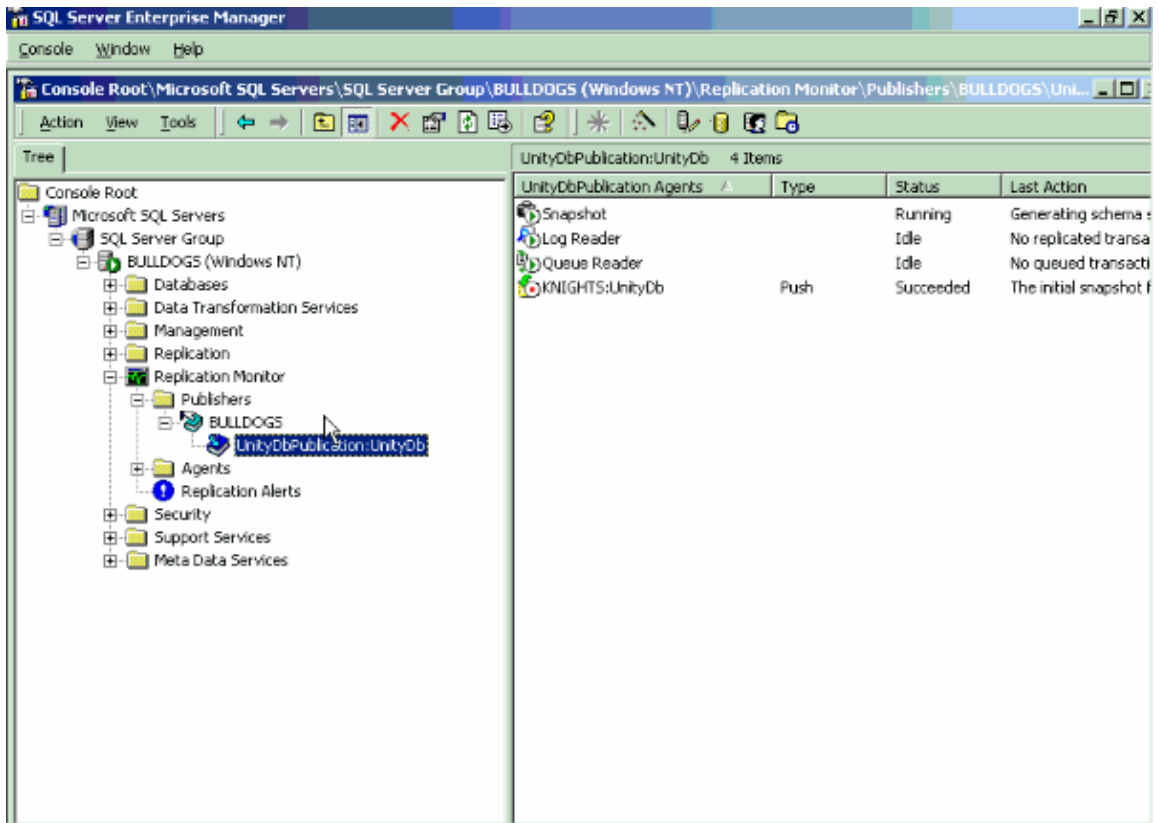 SQL Server Enterprise Manager
Console Window Help
Console Root\Microsoft SQL Servers\SQL Server Group\BULLDOGS (Windows NT)\Replication Monitor\Publishers\BULLDOGS\Uni...
Action View Tools
Tree
UnityDbPublication:UnityDb 4 Items
Console Root
Microsoft SQL Servers
SQL Server Group
BULLDOGS (Windows NT)
Databases
Data Transformation Services
Management
Replication
Replication Monitor
Publishers
BULLDOGS
UnityDbPublication:UnityDb
Agents
Replication Alerts
Security
Support Services
Meta Data Services
UnityDbPublication Agents Type Status Last Action
Snapshot Running Generating schema s
Log Reader Idle No replicated transa
Queue Reader Idle No queued transacti
KNIGHTS:UnityDb Push Succeeded The initial snapshot f